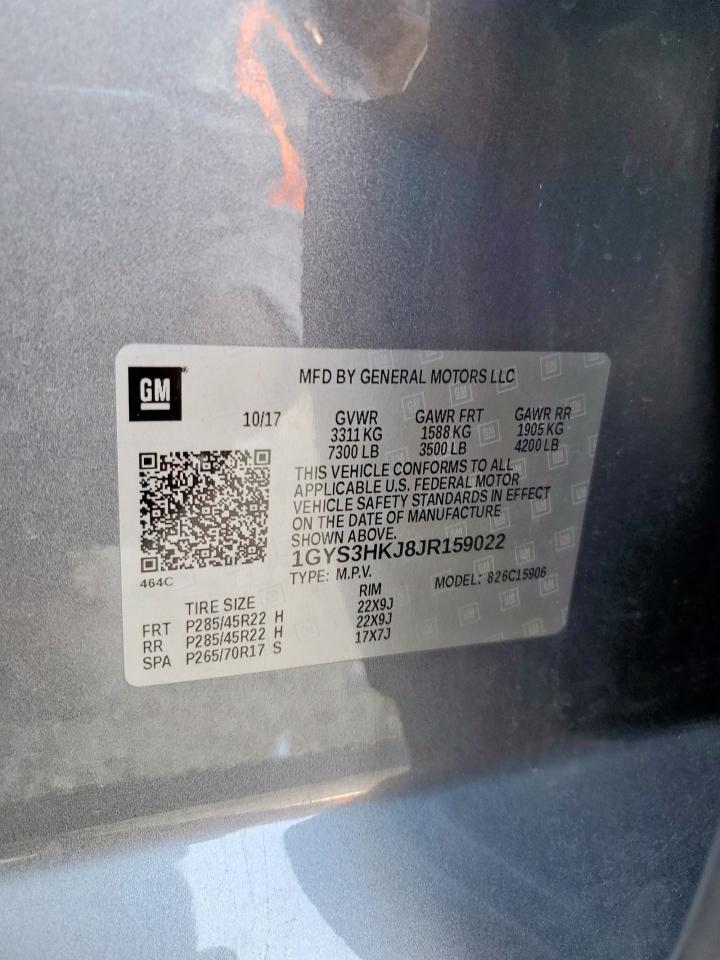 GM
MFD BY GENERAL MOTORS LLC
10/17
GVWR GAWR FRT GAWR RR
3311 KG 1588 KG 1905 KG
7300 LB 3500 LB 4200 LB
THIS VEHICLE CONFORMS TO ALL
APPLICABLE U.S. FEDERAL MOTOR
VEHICLE SAFETY STANDARDS IN EFFECT
ON THE DATE OF MANUFACTURE
SHOWN ABOVE.
1GYS3HKJ8JR159022
464C
TYPE: M.P.V. MODEL: 826C15906
TIRE SIZE RIM
FRT P285/45R22 H 22X9J
RR P285/45R22 H 22X9J
SPA P265/70R17 S 17X7J